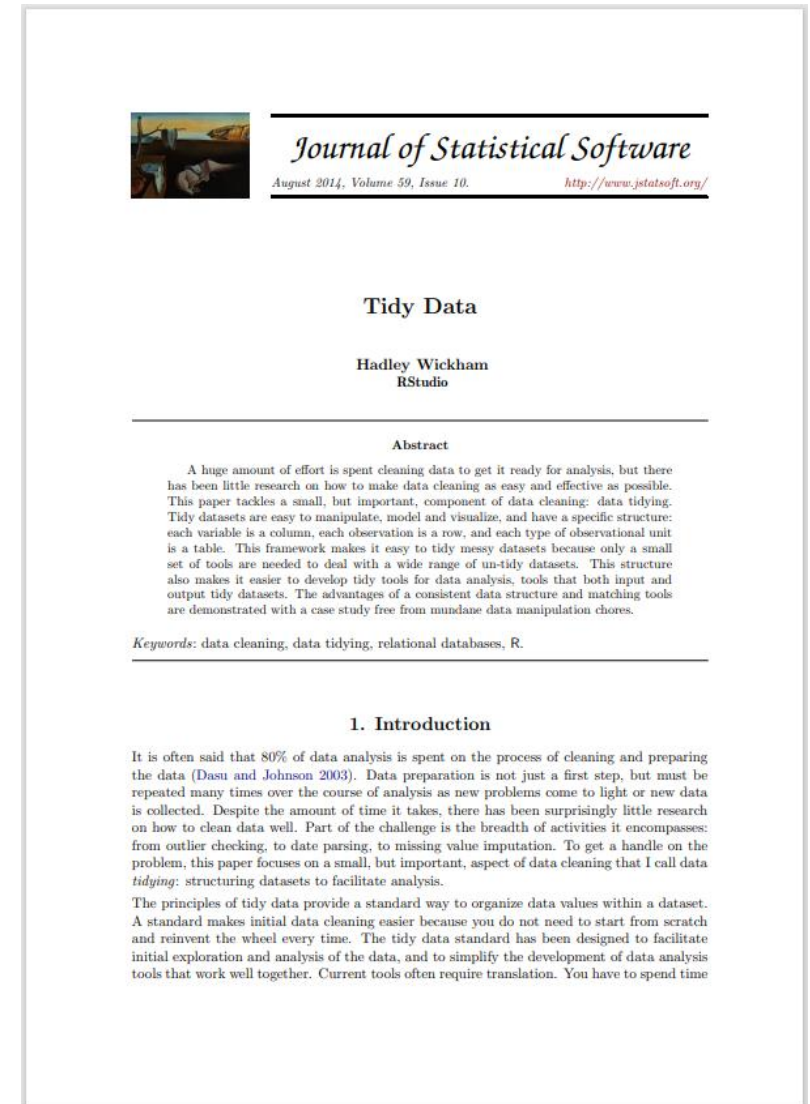 Journal of Statistical Software
August 2014, Volume 59, Issue 10. http://www.jstatsoft.org/
Tidy Data
Hadley Wickham
RStudio
Abstract
A huge amount of effort is spent cleaning data to get it ready for analysis, but there
has been little research on how to make data cleaning as easy and effective as possible.
This paper tackles a small, but important, component of data cleaning: data tidying.
Tidy datasets are easy to manipulate, model and visualize, and have a specific structure:
each variable is a column, each observation is a row, and each type of observational unit
is a table. This framework makes it easy to tidy messy datasets because only a small
set of tools are needed to deal with a wide range of un-tidy datasets. This structure
also makes it easier to develop tidy tools for data analysis, tools that both input and
output tidy datasets. The advantages of a consistent data structure and matching tools
are demonstrated with a case study free from mundane data manipulation chores.
Keywords: data cleaning, data tidying, relational databases, R.
1. Introduction
It is often said that 80% of data analysis is spent on the process of cleaning and preparing
the data (Dasu and Johnson 2003). Data preparation is not just a first step, but must be
repeated many times over the course of analysis as new problems come to light or new data
is collected. Despite the amount of time it takes, there has been surprisingly little research
on how to clean data well. Part of the challenge is the breadth of activities it encompasses:
from outlier checking, to date parsing, to missing value imputation. To get a handle on the
problem, this paper focuses on a small, but important, aspect of data cleaning that I call data
tidying: structuring datasets to facilitate analysis.
The principles of tidy data provide a standard way to organize data values within a dataset.
A standard makes initial data cleaning easier because you do not need to start from scratch
and reinvent the wheel every time. The tidy data standard has been designed to facilitate
initial exploration and analysis of the data, and to simplify the development of data analysis
tools that work well together. Current tools often require translation. You have to spend time